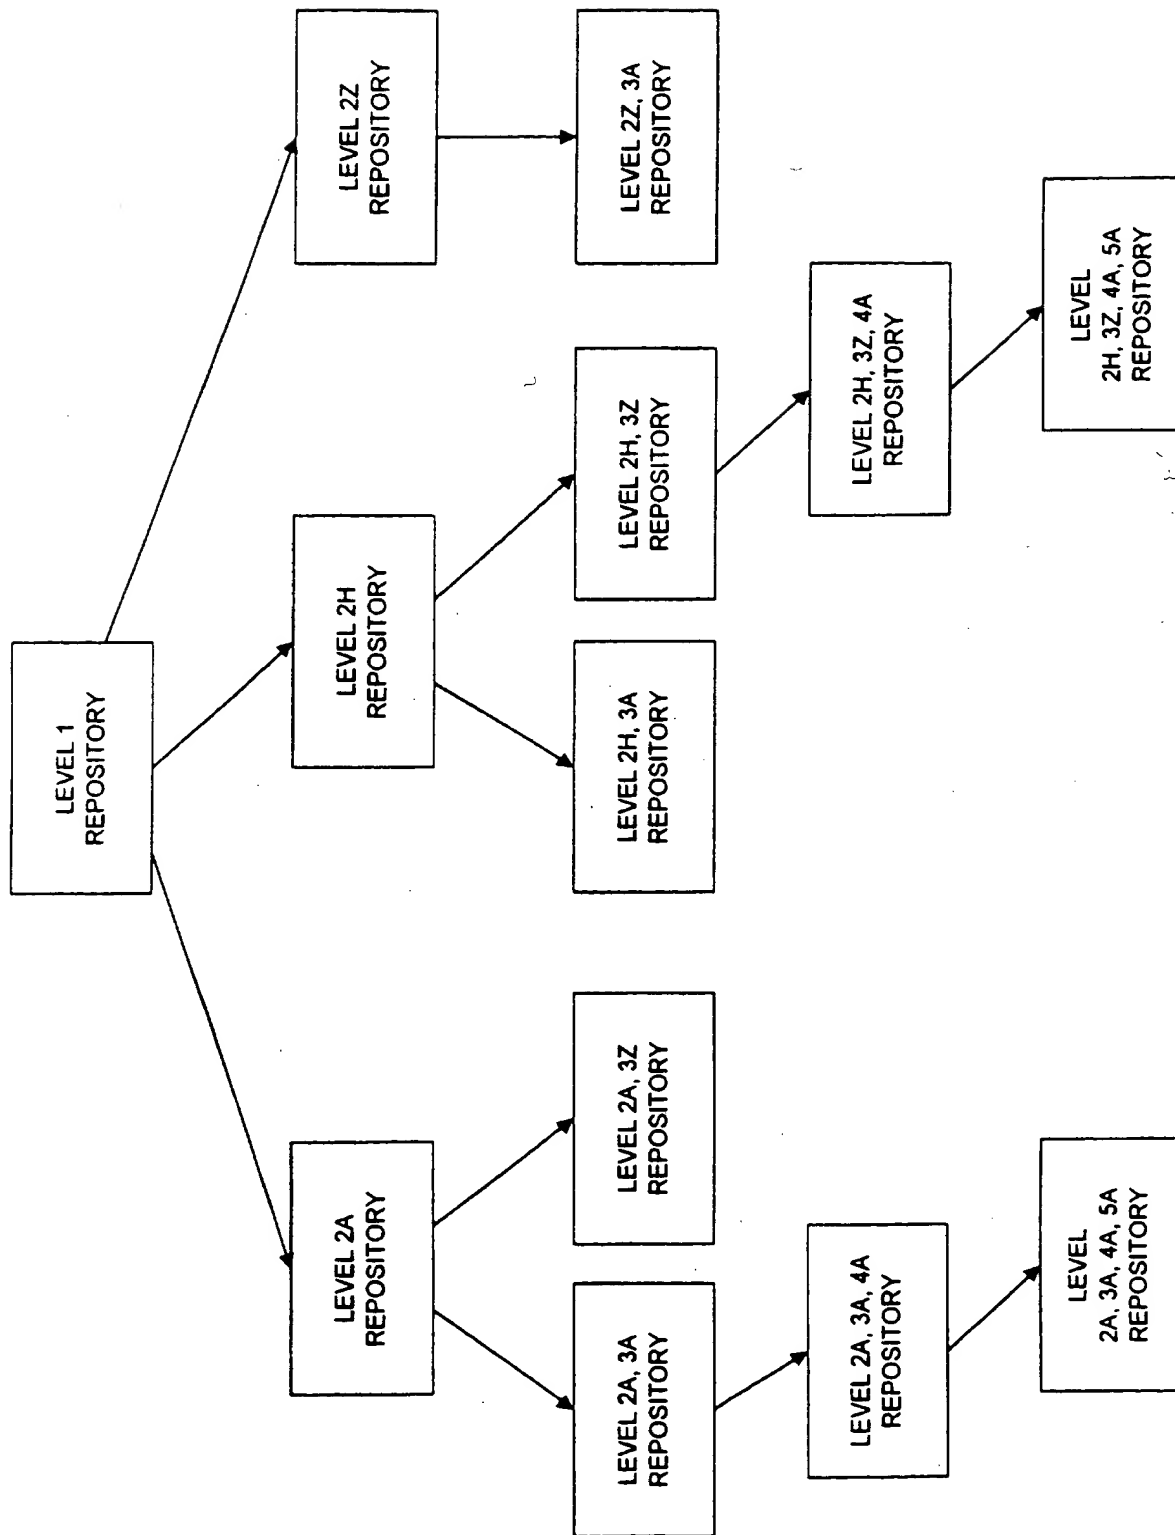 LEVEL 1
REPOSITORY
LEVEL 2A
REPOSITORY
LEVEL 2H
REPOSITORY
LEVEL 2Z
REPOSITORY
LEVEL 2A, 3A
REPOSITORY
LEVEL 2A, 3Z
REPOSITORY
LEVEL 2H, 3A
REPOSITORY
LEVEL 2H, 3Z
REPOSITORY
LEVEL 2Z, 3A
REPOSITORY
LEVEL 2A, 3A, 4A
REPOSITORY
LEVEL 2H, 3Z, 4A
REPOSITORY
LEVEL
2A, 3A, 4A, 5A
REPOSITORY
LEVEL
2H, 3Z, 4A, 5A
REPOSITORY